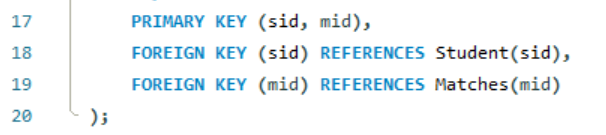 17 PRIMARY KEY (sid, mid),
18 FOREIGN KEY (sid) REFERENCES Student(sid),
19 FOREIGN KEY (mid) REFERENCES Matches(mid)
20 );